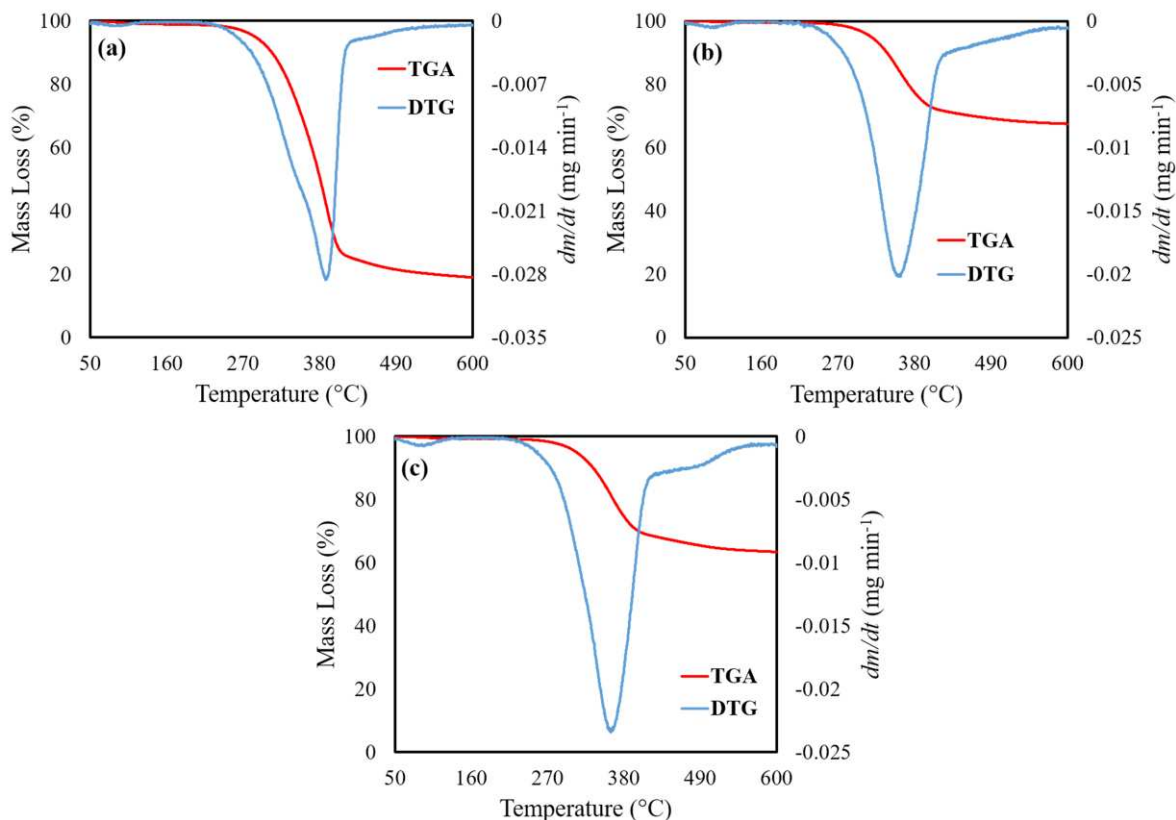 (a)
TGA
DTG
100
80
60
40
20
0
Mass Loss (%)
0
-0.007
-0.014
-0.021
-0.028
-0.035
dm/dt (mg min⁻¹)
50 160 270 380 490 600
Temperature (°C)
(b)
TGA
DTG
100
80
60
40
20
0
Mass Loss (%)
0
-0.005
-0.01
-0.015
-0.02
-0.025
dm/dt (mg min⁻¹)
50 160 270 380 490 600
Temperature (°C)
(c)
TGA
DTG
100
80
60
40
20
0
Mass Loss (%)
0
-0.005
-0.01
-0.015
-0.02
-0.025
dm/dt (mg min⁻¹)
50 160 270 380 490 600
Temperature (°C)